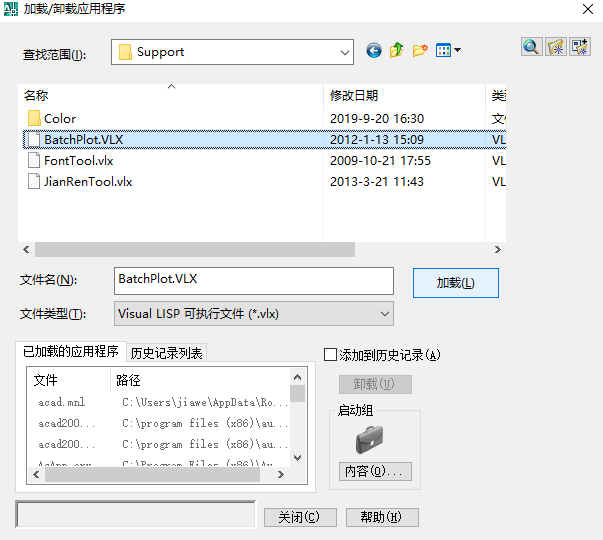 加载/卸载应用程序
查找范围(I): Support
名称 修改日期 类
Color 2019-9-20 16:30 文
BatchPlot.VLX 2012-1-13 15:09 VL
FontTool.vlx 2009-10-21 17:55 VL
JianRenTool.vlx 2013-3-21 11:43 VL
文件名(N): BatchPlot.VLX 加载(L)
文件类型(T): Visual LISP 可执行文件 (*.vlx)
已加载的应用程序 历史记录列表 添加到历史记录(A)
文件 路径 卸载(U)
acad.mnl C:\Users\jiawe\AppData\Ro...
acad200... C:\program files (x86)\au...
acad200... C:\program files (x86)\au...
AcApp.arx C:\Program Files (x86)\Au...
启动组
内容(O)...
关闭(C) 帮助(H)